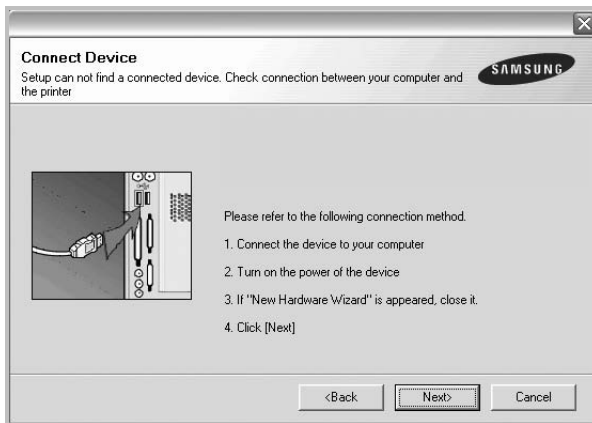 Connect Device
Setup can not find a connected device. Check connection between your computer and
the printer
SAMSUNG
Please refer to the following connection method.
1. Connect the device to your computer
2. Turn on the power of the device
3. If "New Hardware Wizard" is appeared, close it.
4. Click [Next]
<Back
Next>
Cancel